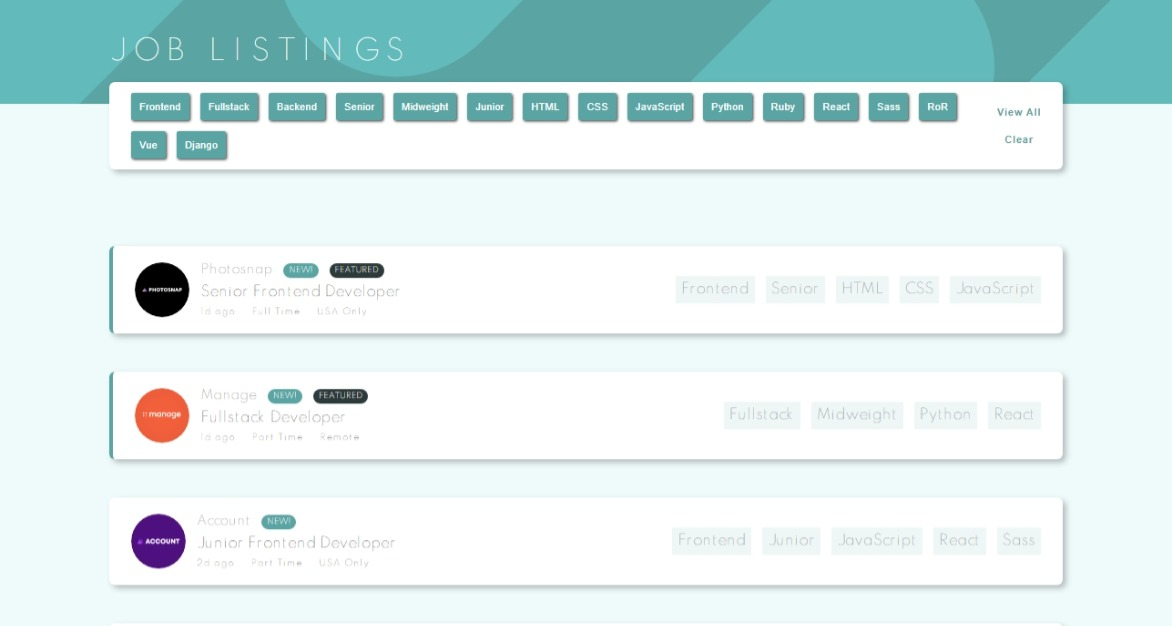 JOB LISTINGS
Frontend Fullstack Backend Senior Midweight Junior HTML CSS JavaScript Python Ruby React Sass RoR
View All
Vue Django
Clear
Photosnap NEW! FEATURED
PHOTOSNAP
Senior Frontend Developer
Frontend Senior HTML CSS JavaScript
1d ago Full Time USA Only
Manage NEW! FEATURED
manage
Fullstack Developer
Fullstack Midweight Python React
1d ago Part Time Remote
Account NEW!
ACCOUNT
Junior Frontend Developer
Frontend Junior JavaScript React Sass
2d ago Part Time USA Only